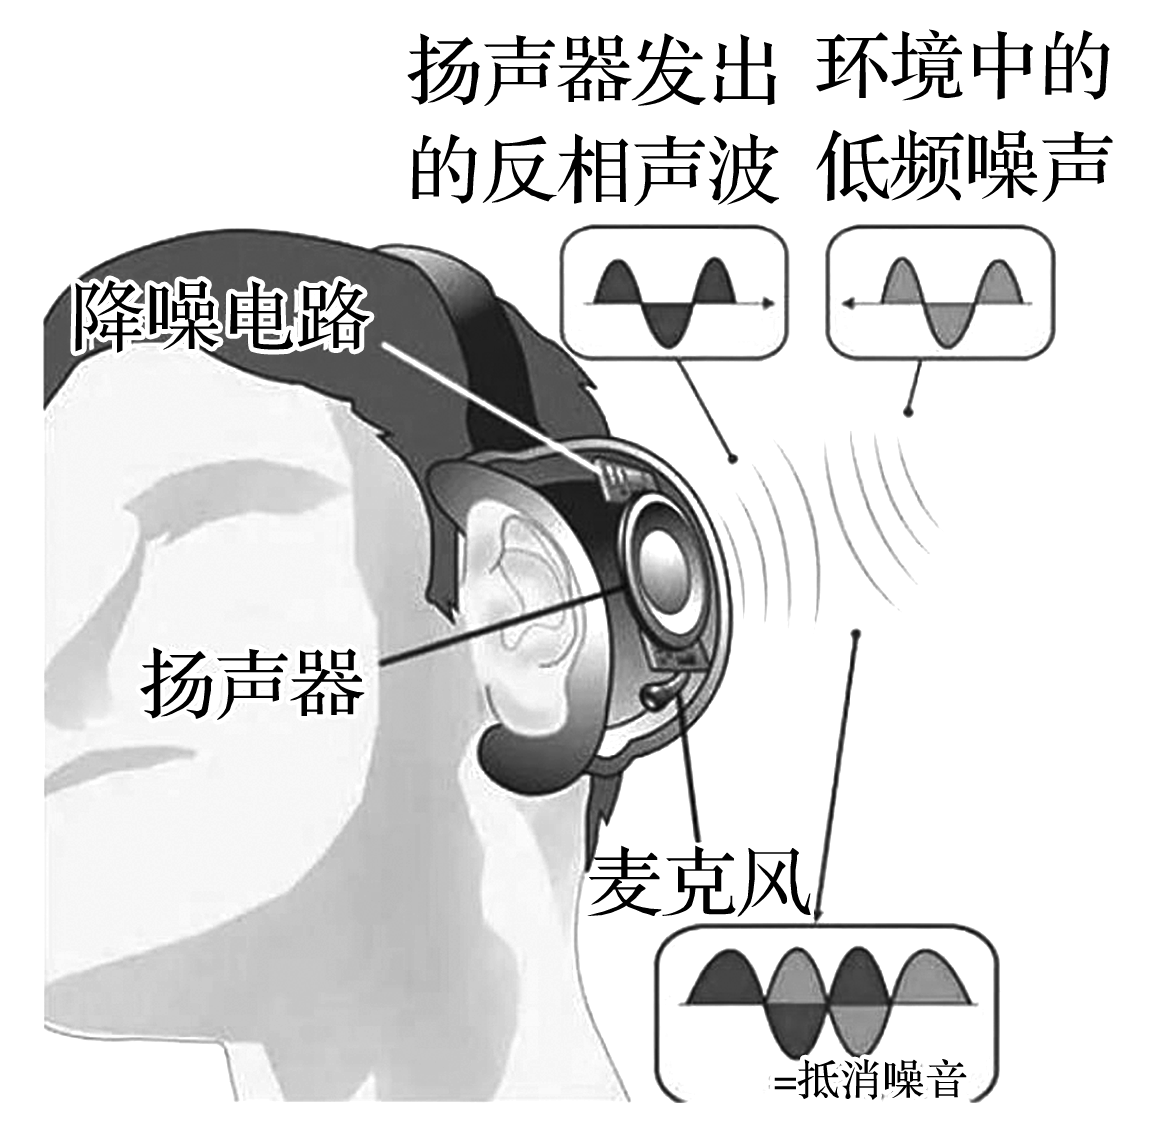 扬声器发出
的反相声波
环境中的
低频噪声
降噪电路
扬声器
麦克风
=抵消噪音